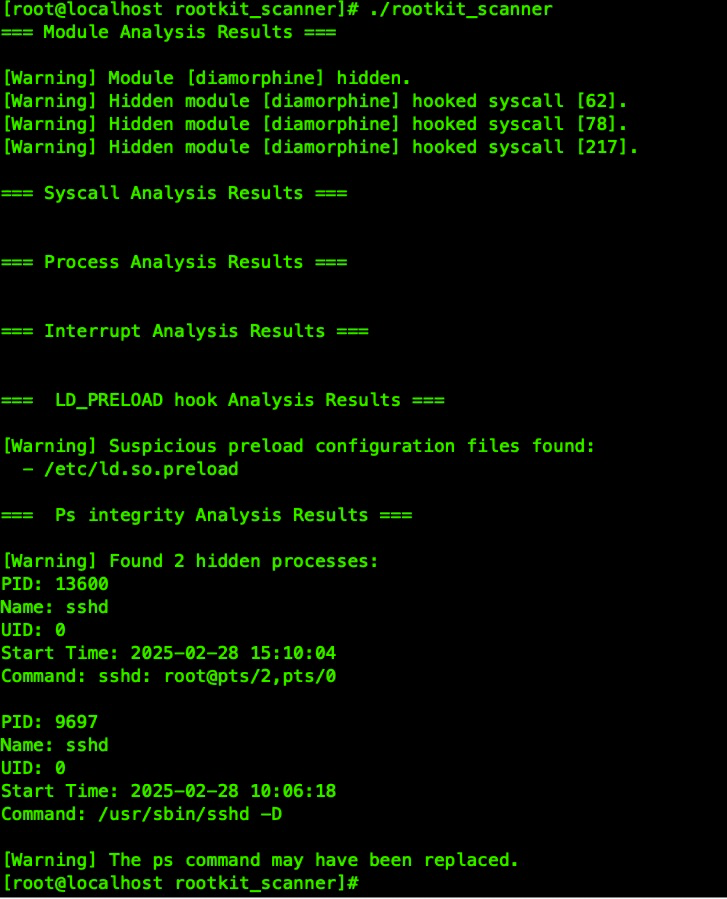 [root@localhost rootkit_scanner]# ./rootkit_scanner
=== Module Analysis Results ===
[Warning] Module [diamorphine] hidden.
[Warning] Hidden module [diamorphine] hooked syscall [62].
[Warning] Hidden module [diamorphine] hooked syscall [78].
[Warning] Hidden module [diamorphine] hooked syscall [217].
=== Syscall Analysis Results ===
=== Process Analysis Results ===
=== Interrupt Analysis Results ===
===  LD_PRELOAD hook Analysis Results ===
[Warning] Suspicious preload configuration files found:
  - /etc/ld.so.preload
===  Ps integrity Analysis Results ===
[Warning] Found 2 hidden processes:
PID: 13600
Name: sshd
UID: 0
Start Time: 2025-02-28 15:10:04
Command: sshd: root@pts/2,pts/0
PID: 9697
Name: sshd
UID: 0
Start Time: 2025-02-28 10:06:18
Command: /usr/sbin/sshd -D
[Warning] The ps command may have been replaced.
[root@localhost rootkit_scanner]#